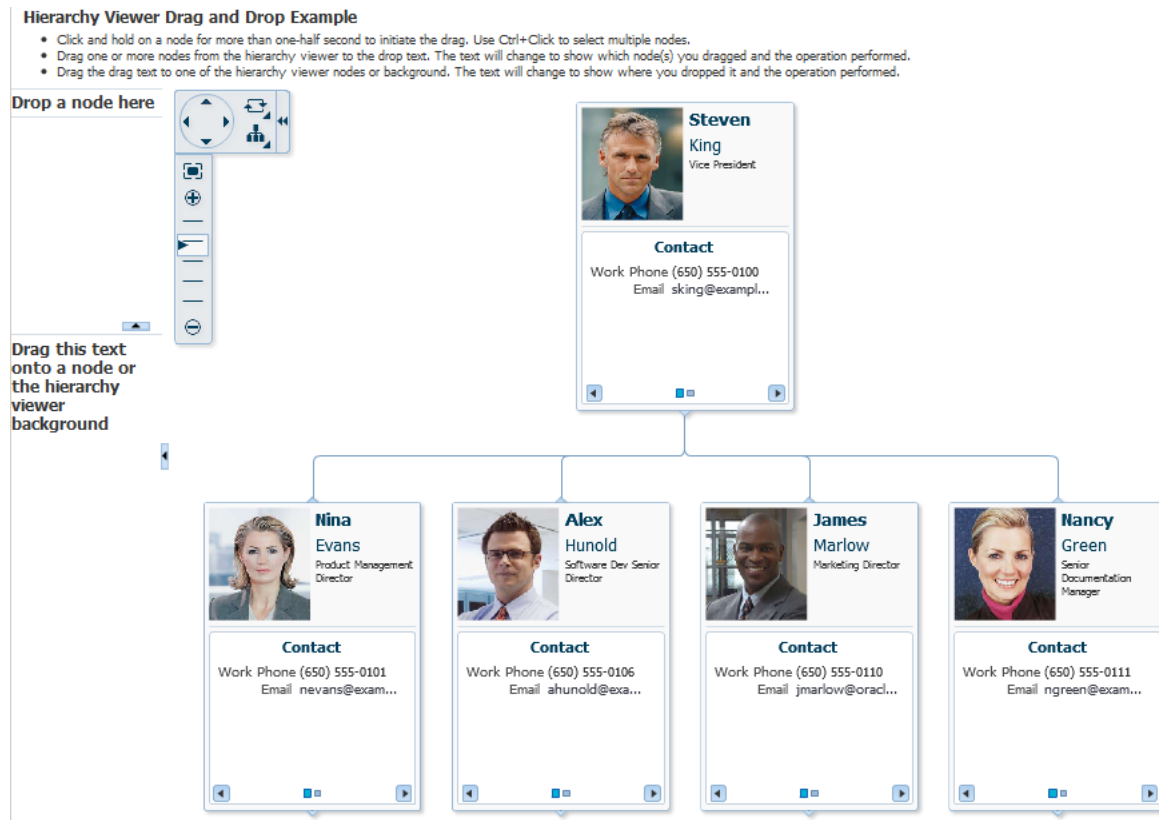 Hierarchy Viewer Drag and Drop Example
• Click and hold on a node for more than one-half second to initiate the drag. Use Ctrl+Click to select multiple nodes.
• Drag one or more nodes from the hierarchy viewer to the drop text. The text will change to show which node(s) you dragged and the operation performed.
• Drag the drag text to one of the hierarchy viewer nodes or background. The text will change to show where you dropped it and the operation performed.
Drop a node here
Drag this text
onto a node or
the hierarchy
viewer
background
Steven
King
Vice President
Contact
Work Phone (650) 555-0100
Email sking@exampl...
Nina
Evans
Product Management
Director
Contact
Work Phone (650) 555-0101
Email nevans@exam...
Alex
Hunold
Software Dev Senior
Director
Contact
Work Phone (650) 555-0106
Email ahunold@exa...
James
Marlow
Marketing Director
Contact
Work Phone (650) 555-0110
Email jmarlow@oracl...
Nancy
Green
Senior
Documentation
Manager
Contact
Work Phone (650) 555-0111
Email ngreen@exam...